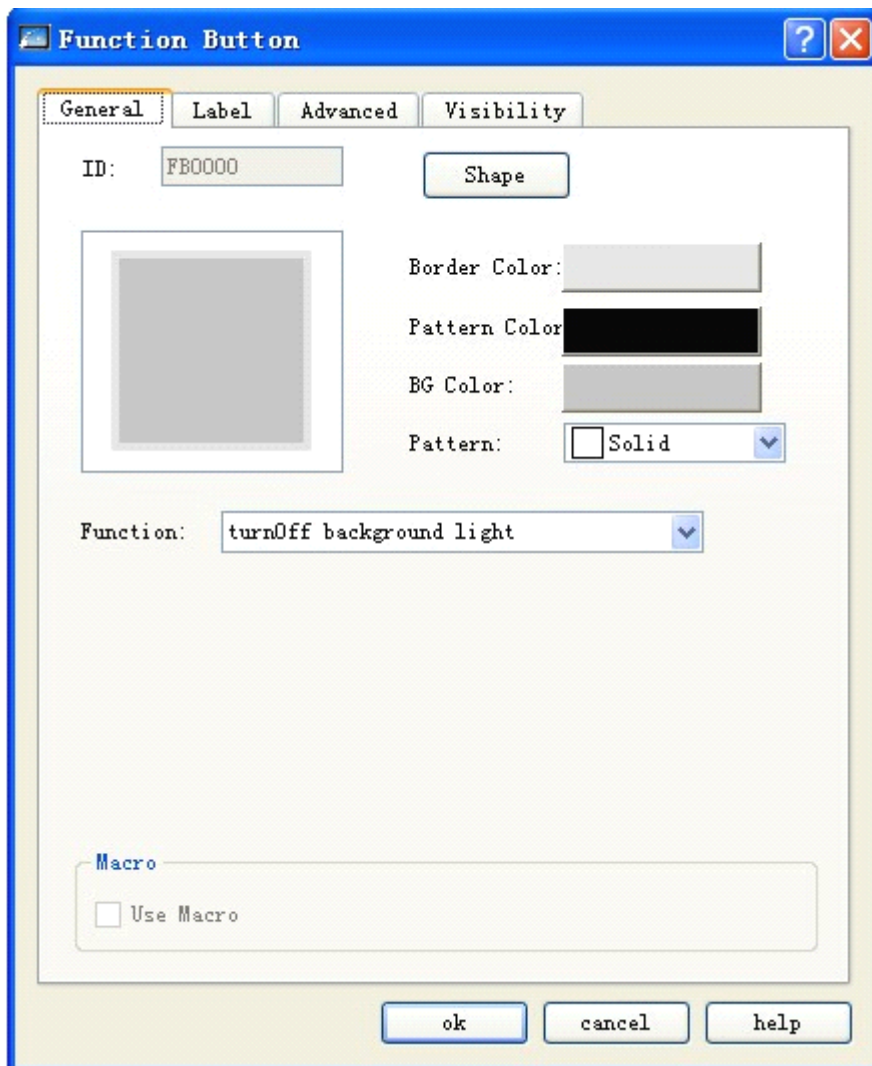 Function Button
General Label Advanced Visibility
ID: FB0000 Shape
Border Color:
Pattern Color
BG Color:
Pattern: Solid
Function: turnOff background light
Macro
Use Macro
ok cancel help